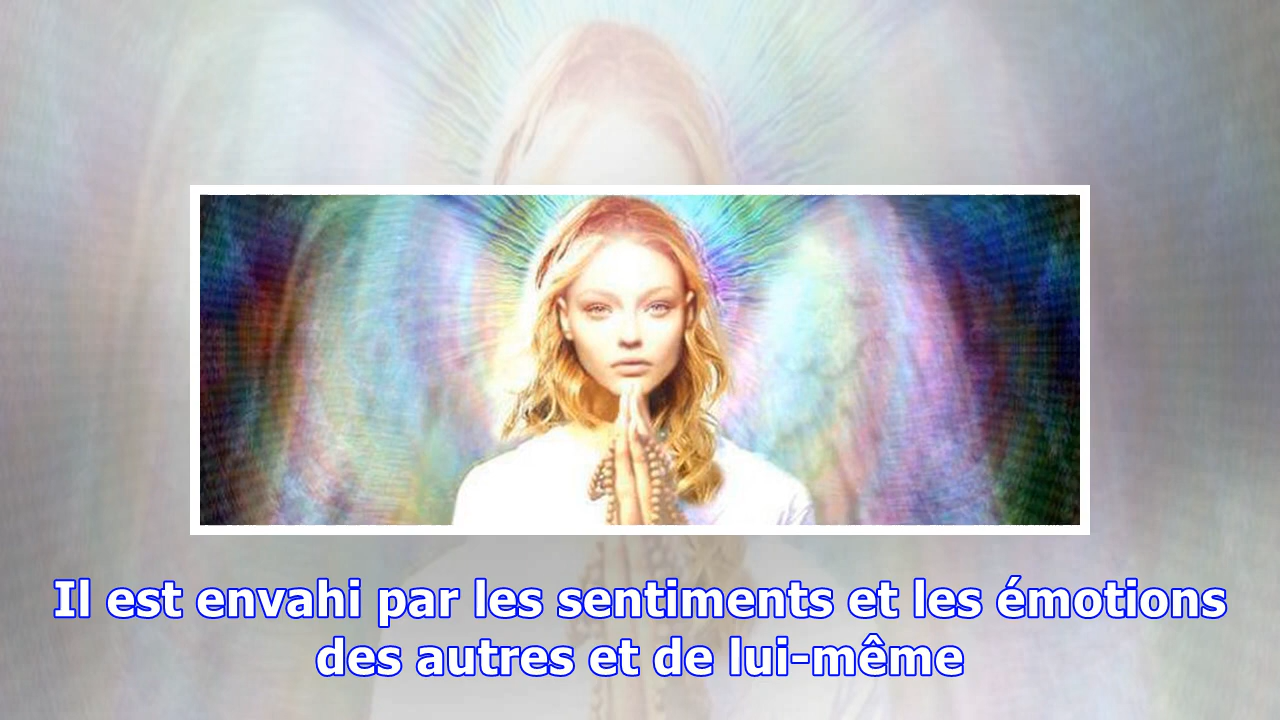 Il est envahi par les sentiments et les émotions
des autres et de lui-même